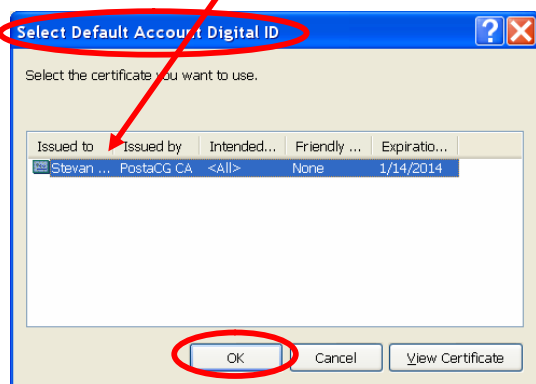 Select Default Account Digital ID
Select the certificate you want to use.
Issued to Issued by Intended... Friendly ... Expiratio...
Stevan ... PostaCG CA <All> None 1/14/2014
OK Cancel View Certificate